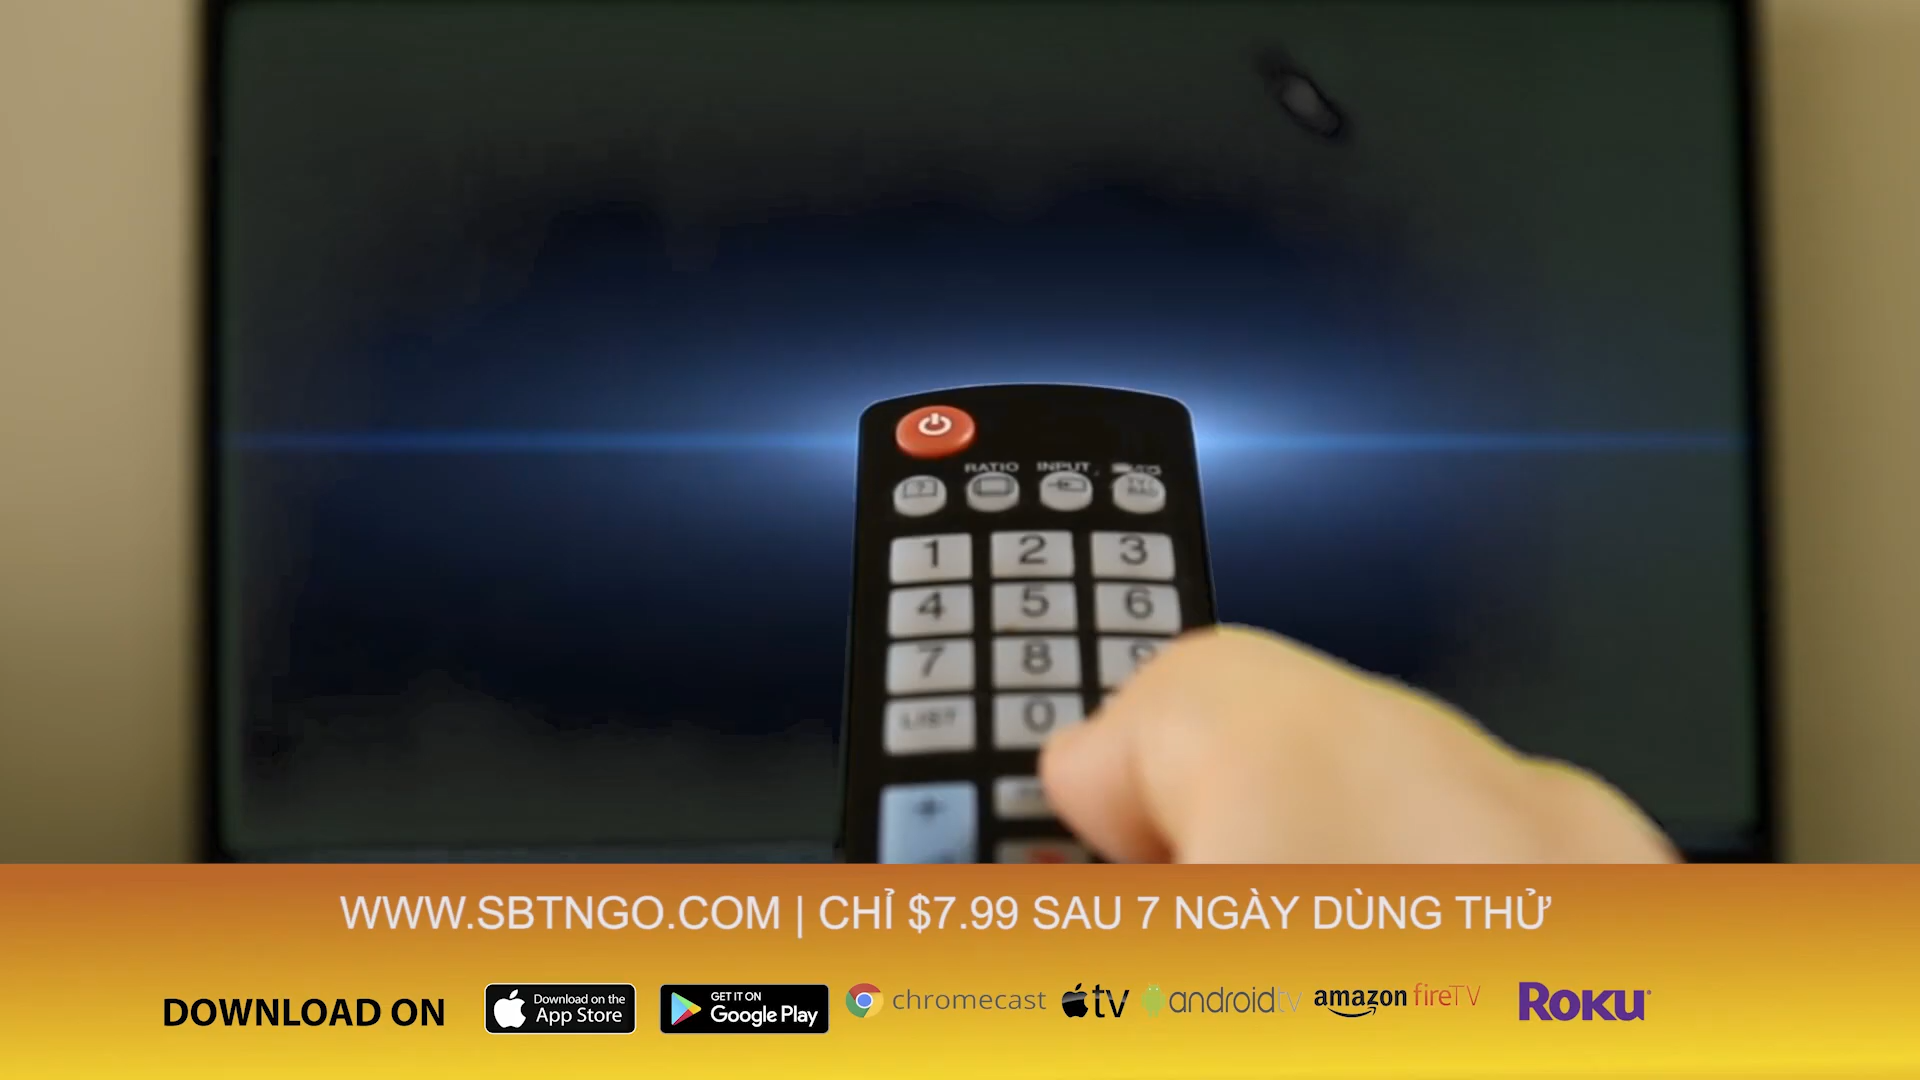 RATIO INPUT
?
1 2 3
4 5 6
7 8 9
LIST 0
+
WWW.SBTNGO.COM | CHỈ $7.99 SAU 7 NGÀY DÙNG THỬ
DOWNLOAD ON
Download on the
App Store
GET IT ON
Google Play
chromecast
tv
androidtv
amazon fireTV
ROKU